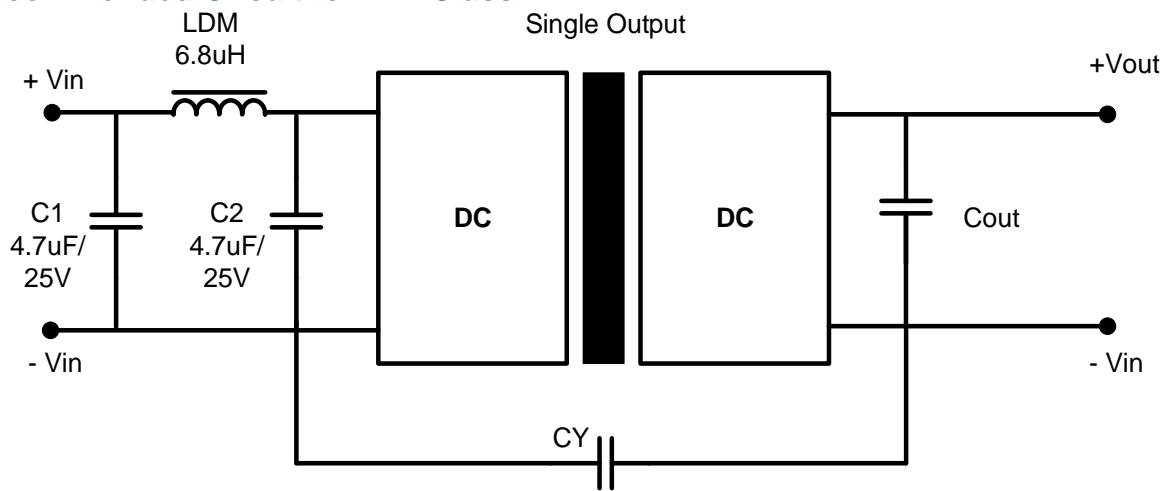 LDM
6.8uH
Single Output
+ Vin
+Vout
C1
4.7uF/
25V
C2
4.7uF/
25V
DC
DC
Cout
- Vin
- Vin
CY